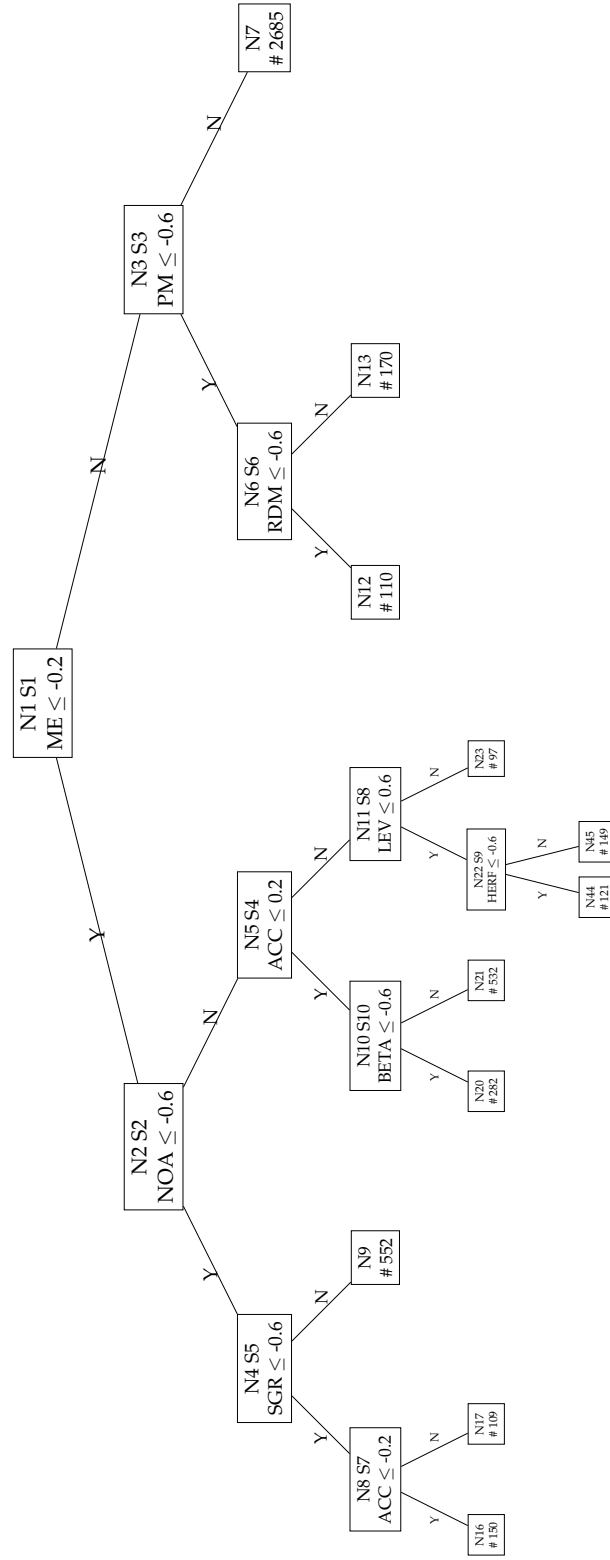 N1 S1
ME ≤ -0.2
Y
N
N2 S2
NOA ≤ -0.6
N3 S3
PM ≤ -0.6
Y
N
Y
N
N4 S5
SGR ≤ -0.6
N5 S4
ACC ≤ 0.2
N6 S6
RDM ≤ -0.6
N7
# 2685
Y
N
Y
N
Y
N
N8 S7
ACC ≤ -0.2
N9
# 552
N10 S10
BETA ≤ -0.6
N11 S8
LEV ≤ 0.6
N12
# 110
N13
# 170
Y
N
Y
N
Y
N
N16
# 150
N17
# 109
N20
# 282
N21
# 532
N22 S9
HERF ≤ -0.6
N23
# 97
Y
N
N44
# 121
N45
# 149